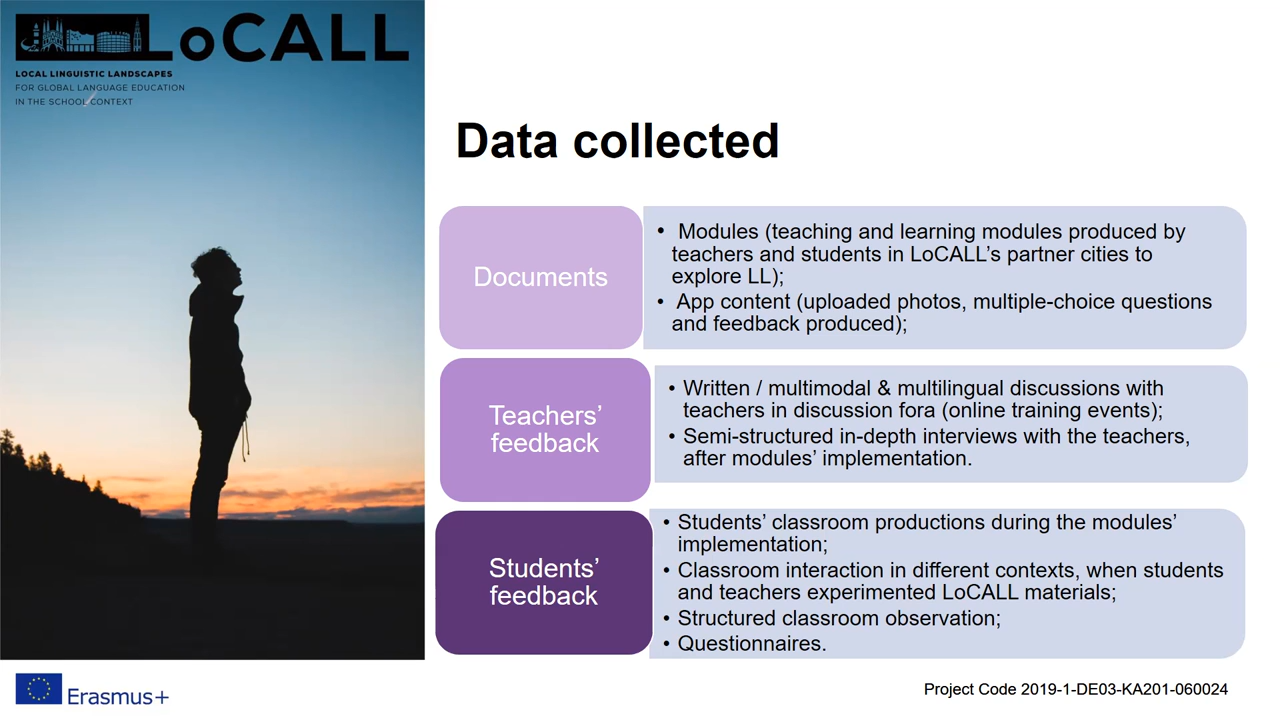 LoCALL
LOCAL LINGUISTIC LANDSCAPES
FOR GLOBAL LANGUAGE EDUCATION
IN THE SCHOOL CONTEXT
Data collected
Documents
• Modules (teaching and learning modules produced by
teachers and students in LoCALL’s partner cities to
explore LL);
• App content (uploaded photos, multiple-choice questions
and feedback produced);
Teachers’
feedback
• Written / multimodal & multilingual discussions with
teachers in discussion fora (online training events);
• Semi-structured in-depth interviews with the teachers,
after modules’ implementation.
Students’
feedback
• Students’ classroom productions during the modules’
implementation;
• Classroom interaction in different contexts, when students
and teachers experimented LoCALL materials;
• Structured classroom observation;
• Questionnaires.
Erasmus+
Project Code 2019-1-DE03-KA201-060024